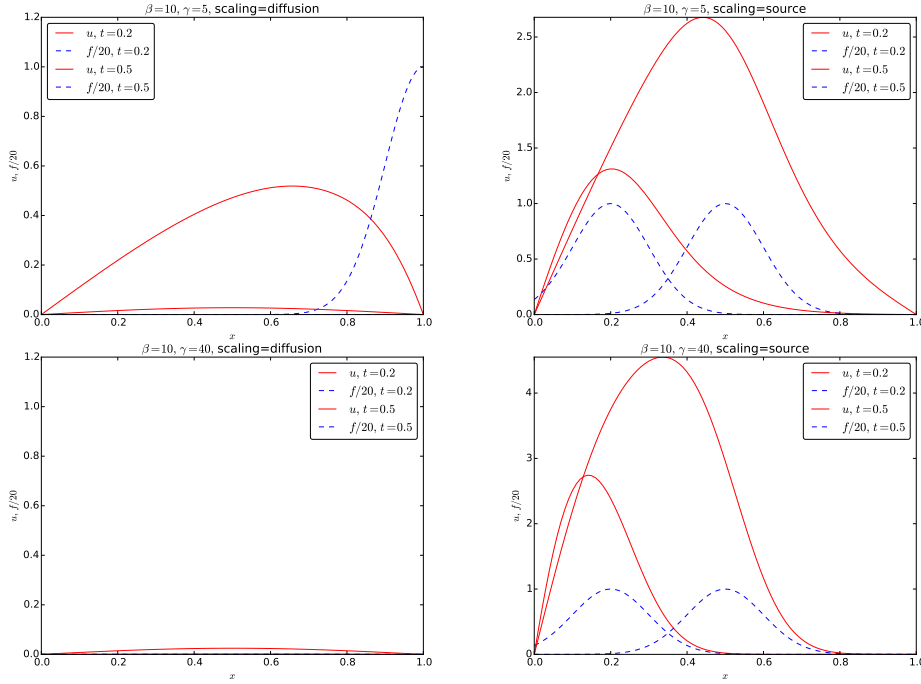 β=10, γ=5, scaling=diffusion
u, t=0.2
f/20, t=0.2
u, t=0.5
f/20, t=0.5
1.2
1.0
0.8
0.6
0.4
0.2
0.0
u, f/20
0.0 0.2 0.4 0.6 0.8 1.0
x
β=10, γ=5, scaling=source
u, t=0.2
f/20, t=0.2
u, t=0.5
f/20, t=0.5
2.5
2.0
1.5
1.0
0.5
0.0
u, f/20
0.0 0.2 0.4 0.6 0.8 1.0
x
β=10, γ=40, scaling=diffusion
u, t=0.2
f/20, t=0.2
u, t=0.5
f/20, t=0.5
1.2
1.0
0.8
0.6
0.4
0.2
0.0
u, f/20
0.0 0.2 0.4 0.6 0.8 1.0
x
β=10, γ=40, scaling=source
u, t=0.2
f/20, t=0.2
u, t=0.5
f/20, t=0.5
4
3
2
1
0
u, f/20
0.0 0.2 0.4 0.6 0.8 1.0
x